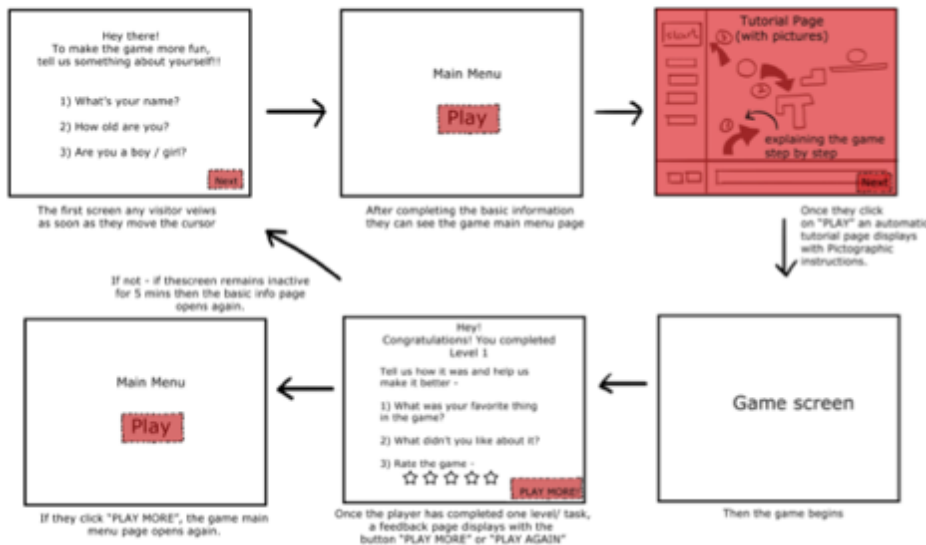 Hey there!
To make the game more fun,
tell us something about yourself!!
1) What's your name?
2) How old are you?
3) Are you a boy / girl?
Next
The first screen any visitor veiws
as soon as they move the cursor
Main Menu
Play
After completing the basic information
they can see the game main menu page
Tutorial Page
(with pictures)
start
explaining the game
step by step
Next
Once they click
on "PLAY" an automatic
tutorial page displays
with Pictographic
instructions.
If not - if thescreen remains inactive
for 5 mins then the basic info page
opens again.
Main Menu
Play
If they click "PLAY MORE", the game main
menu page opens again.
Hey!
Congratulations! You completed
Level 1
Tell us how it was and help us
make it better -
1) What was your favorite thing
in the game?
2) What didn't you like about it?
3) Rate the game -
PLAY MORE!
Once the player has completed one level/ task,
a feedback page displays with the
button "PLAY MORE" or "PLAY AGAIN"
Game screen
Then the game begins